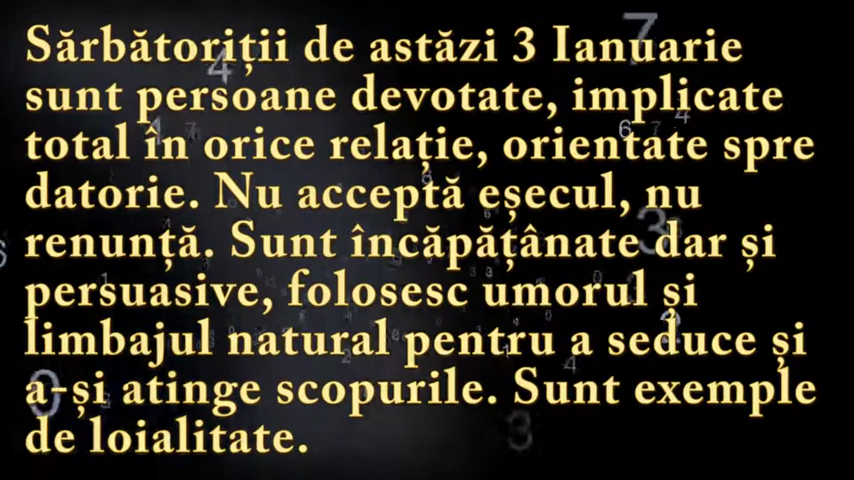 Sărbătoriții de astăzi 3 Ianuarie
sunt persoane devotate, implicate
total în orice relație, orientate spre
datorie. Nu acceptă eșecul, nu
renunță. Sunt încăpățânate dar și
persuasive, folosesc umorul și
limbajul natural pentru a seduce și
a-și atinge scopurile. Sunt exemple
de loialitate.